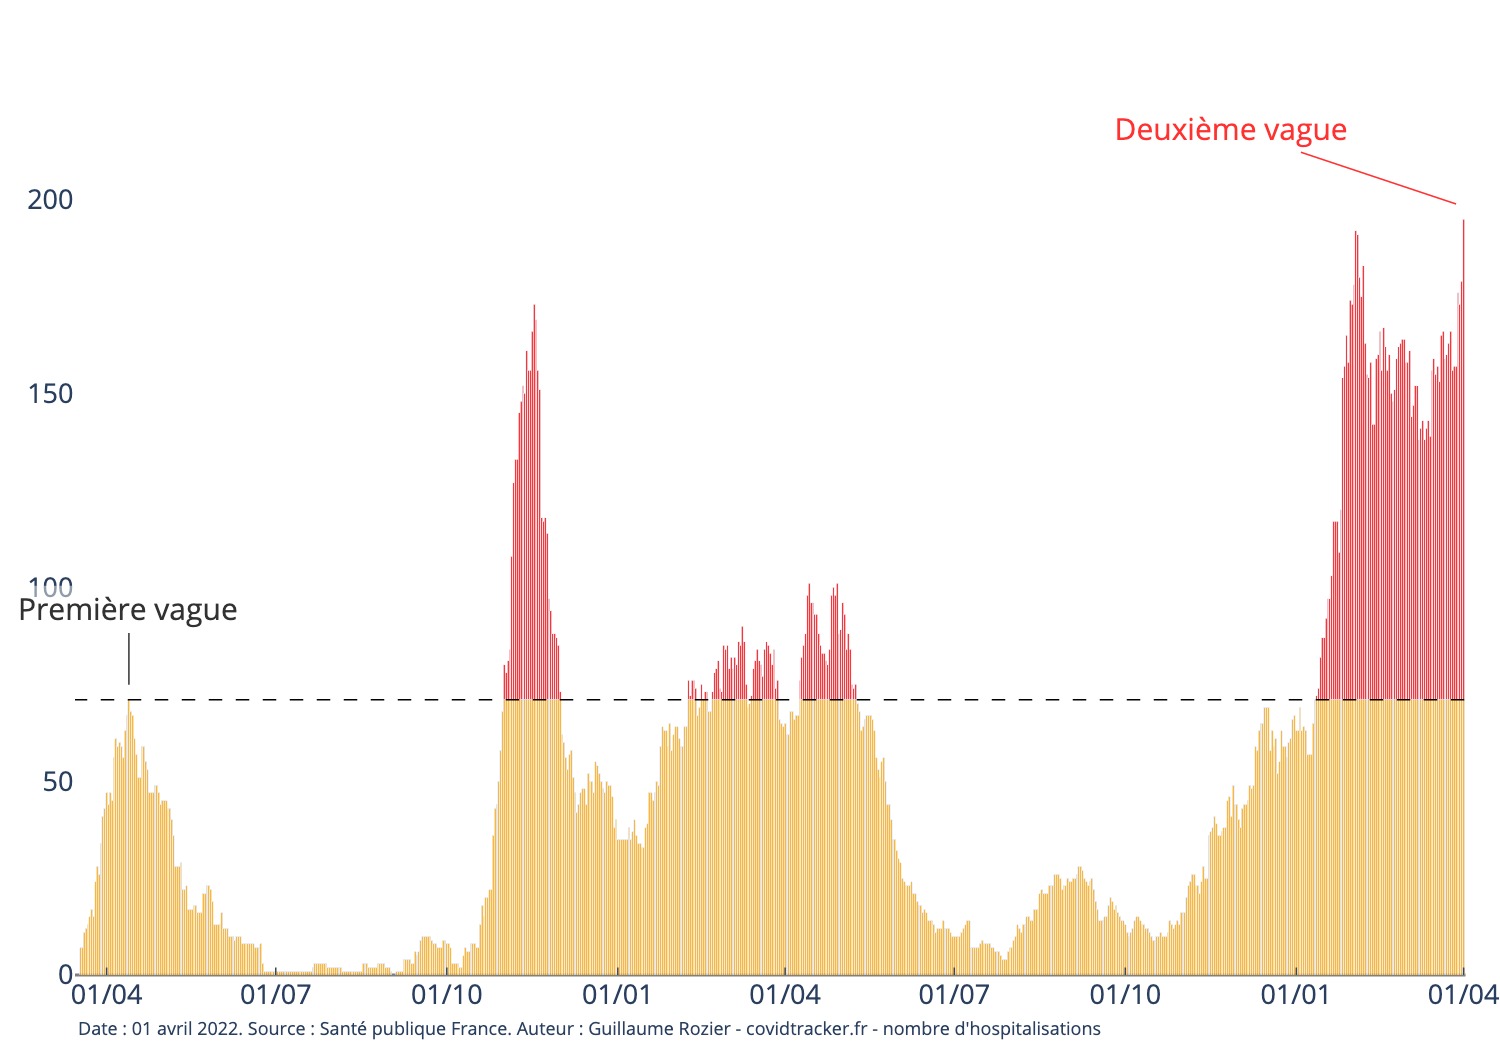 Deuxième vague
200
150
100
Première vague
50
0
01/04 01/07 01/10 01/01 01/04 01/07 01/10 01/01 01/04
Date : 01 avril 2022. Source : Santé publique France. Auteur : Guillaume Rozier - covidtracker.fr - nombre d'hospitalisations